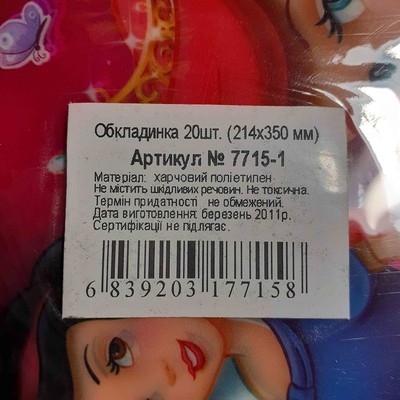 Обкладинка 20шт. (214х350 мм)
Артикул № 7715-1
Матеріал: харчовий поліетилен
Не містить шкідливих речовин. Не токсична.
Термін придатності не обмежений.
Дата виготовлення: березень 2011р.
Сертифікації не підлягає.
6 839203 177158